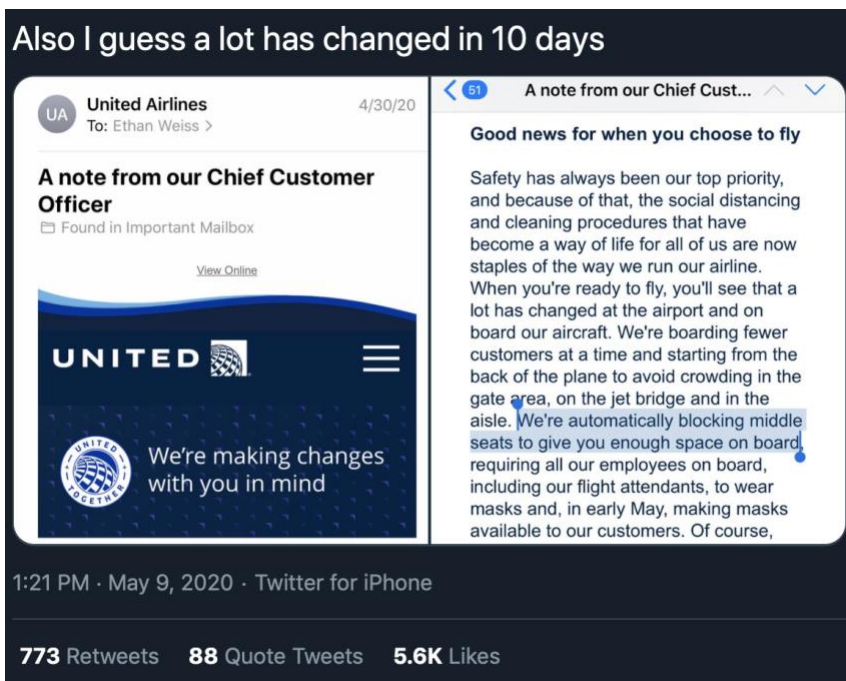 Also I guess a lot has changed in 10 days
UA
United Airlines
4/30/20
To: Ethan Weiss >
A note from our Chief Customer
Officer
Found in Important Mailbox
View Online
UNITED
UNITED
TOGETHER
We're making changes
with you in mind
51
A note from our Chief Cust...
Good news for when you choose to fly
Safety has always been our top priority,
and because of that, the social distancing
and cleaning procedures that have
become a way of life for all of us are now
staples of the way we run our airline.
When you're ready to fly, you'll see that a
lot has changed at the airport and on
board our aircraft. We're boarding fewer
customers at a time and starting from the
back of the plane to avoid crowding in the
gate area, on the jet bridge and in the
aisle. We're automatically blocking middle
seats to give you enough space on board,
requiring all our employees on board,
including our flight attendants, to wear
masks and, in early May, making masks
available to our customers. Of course,
1:21 PM · May 9, 2020 · Twitter for iPhone
773 Retweets 88 Quote Tweets 5.6K Likes